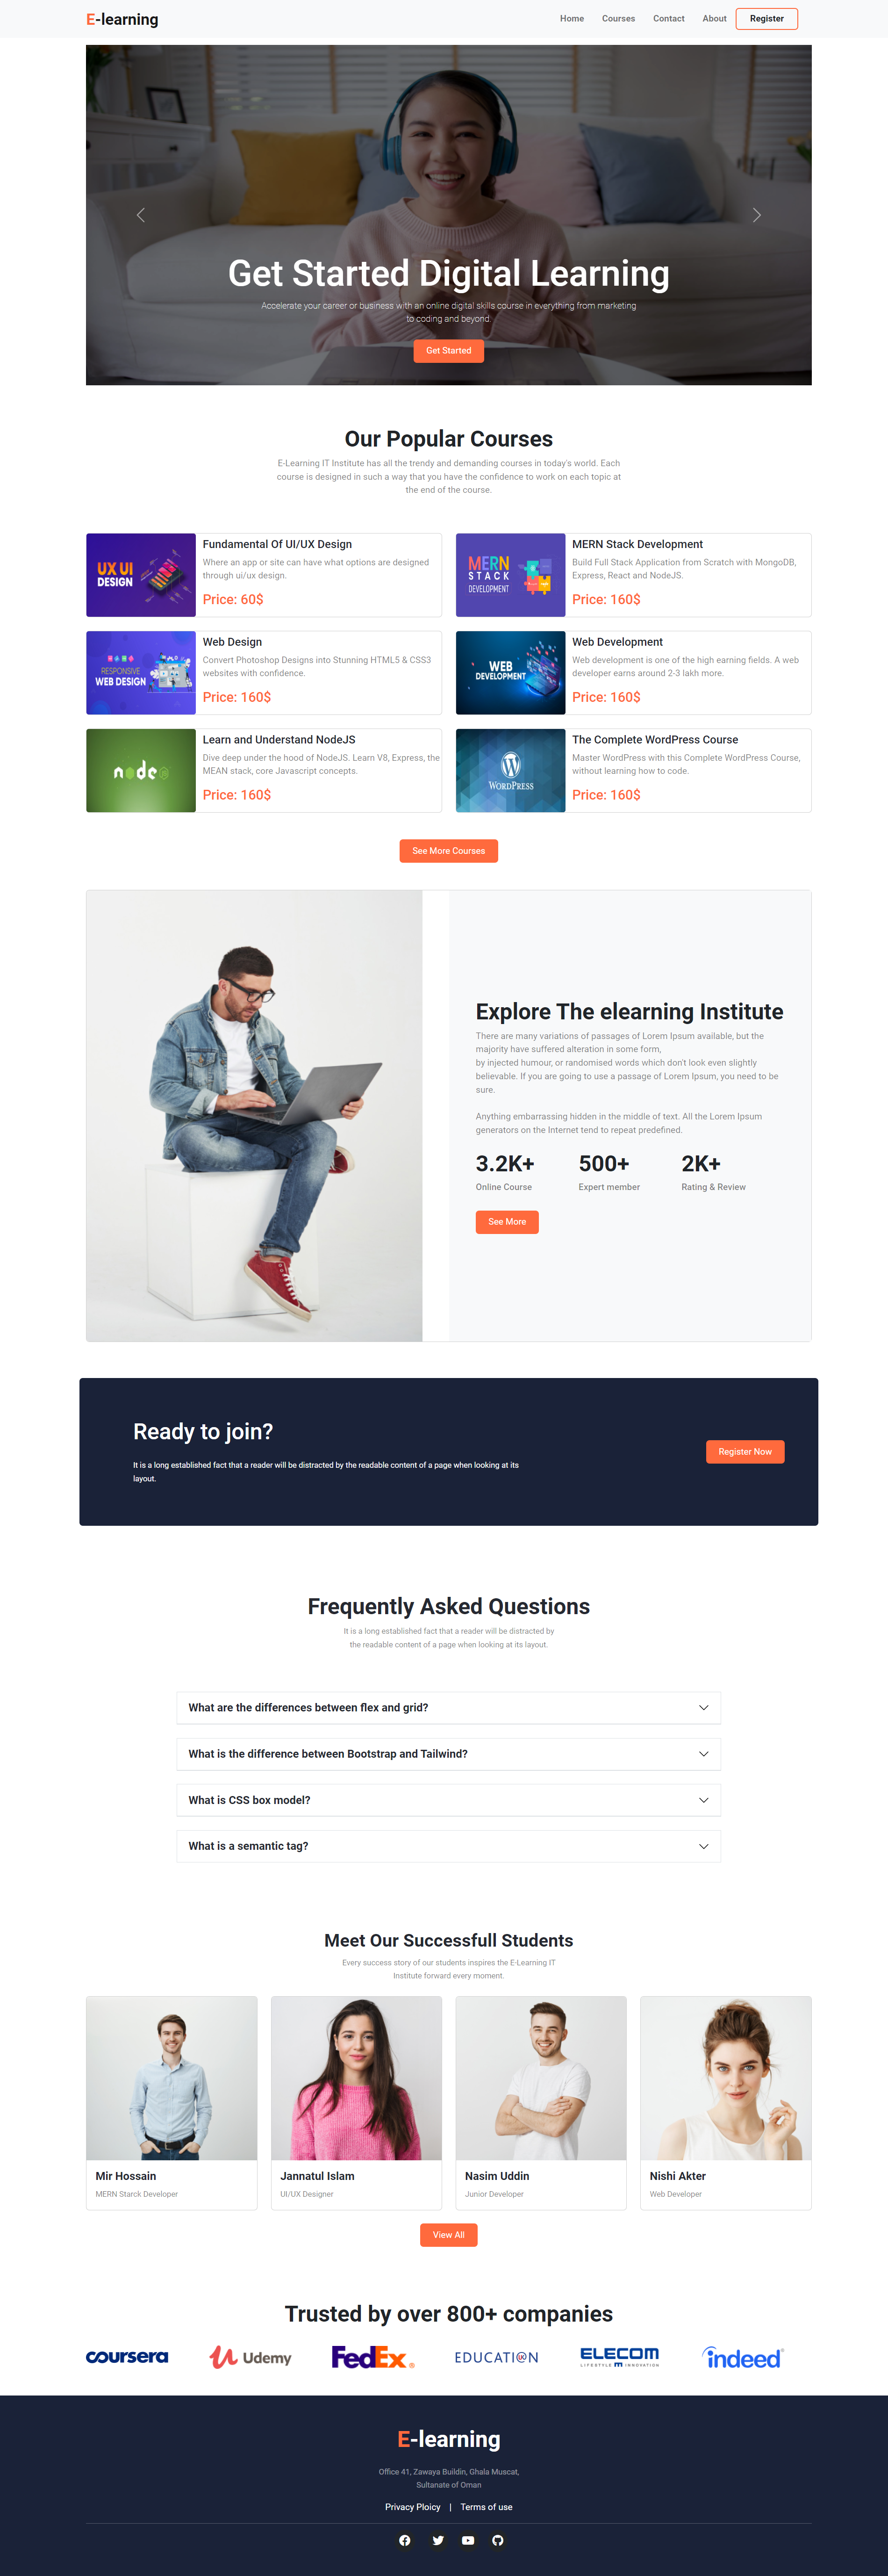 E-learning
Home Courses Contact About Register
Get Started Digital Learning
Accelerate your career or business with an online digital skills course in everything from marketing
to coding and beyond.
Get Started
Our Popular Courses
E-Learning IT Institute has all the trendy and demanding courses in today's world. Each
course is designed in such a way that you have the confidence to work on each topic at
the end of the course.
UX UI
DESIGN
Fundamental Of UI/UX Design
Where an app or site can have what options are designed
through ui/ux design.
Price: 60$
MERN
STACK
DEVELOPMENT
MERN Stack Development
Build Full Stack Application from Scratch with MongoDB,
Express, React and NodeJS.
Price: 160$
RESPONSIVE
WEB DESIGN
Web Design
Convert Photoshop Designs into Stunning HTML5 & CSS3
websites with confidence.
Price: 160$
WEB
DEVELOPMENT
Web Development
Web development is one of the high earning fields. A web
developer earns around 2-3 lakh more.
Price: 160$
node
Learn and Understand NodeJS
Dive deep under the hood of NodeJS. Learn V8, Express, the
MEAN stack, core Javascript concepts.
Price: 160$
WORDPRESS
The Complete WordPress Course
Master WordPress with this Complete WordPress Course,
without learning how to code.
Price: 160$
See More Courses
Explore The elearning Institute
There are many variations of passages of Lorem Ipsum available, but the
majority have suffered alteration in some form,
by injected humour, or randomised words which don't look even slightly
believable. If you are going to use a passage of Lorem Ipsum, you need to be
sure.
Anything embarrassing hidden in the middle of text. All the Lorem Ipsum
generators on the Internet tend to repeat predefined.
3.2K+ 500+ 2K+
Online Course Expert member Rating & Review
See More
Ready to join?
It is a long established fact that a reader will be distracted by the readable content of a page when looking at its
layout.
Register Now
Frequently Asked Questions
It is a long established fact that a reader will be distracted by
the readable content of a page when looking at its layout.
What are the differences between flex and grid?
What is the difference between Bootstrap and Tailwind?
What is CSS box model?
What is a semantic tag?
Meet Our Successfull Students
Every success story of our students inspires the E-Learning IT
Institute forward every moment.
Mir Hossain
MERN Starck Developer
Jannatul Islam
UI/UX Designer
Nasim Uddin
Junior Developer
Nishi Akter
Web Developer
View All
Trusted by over 800+ companies
coursera Udemy FedEx EDUCATION UK ELECOM indeed
LIFESTYLE INNOVATION
E-learning
Office 41, Zawaya Buildin, Ghala Muscat,
Sultanate of Oman
Privacy Ploicy | Terms of use